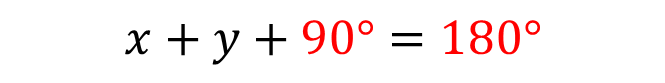 x + y + 90° = 180°